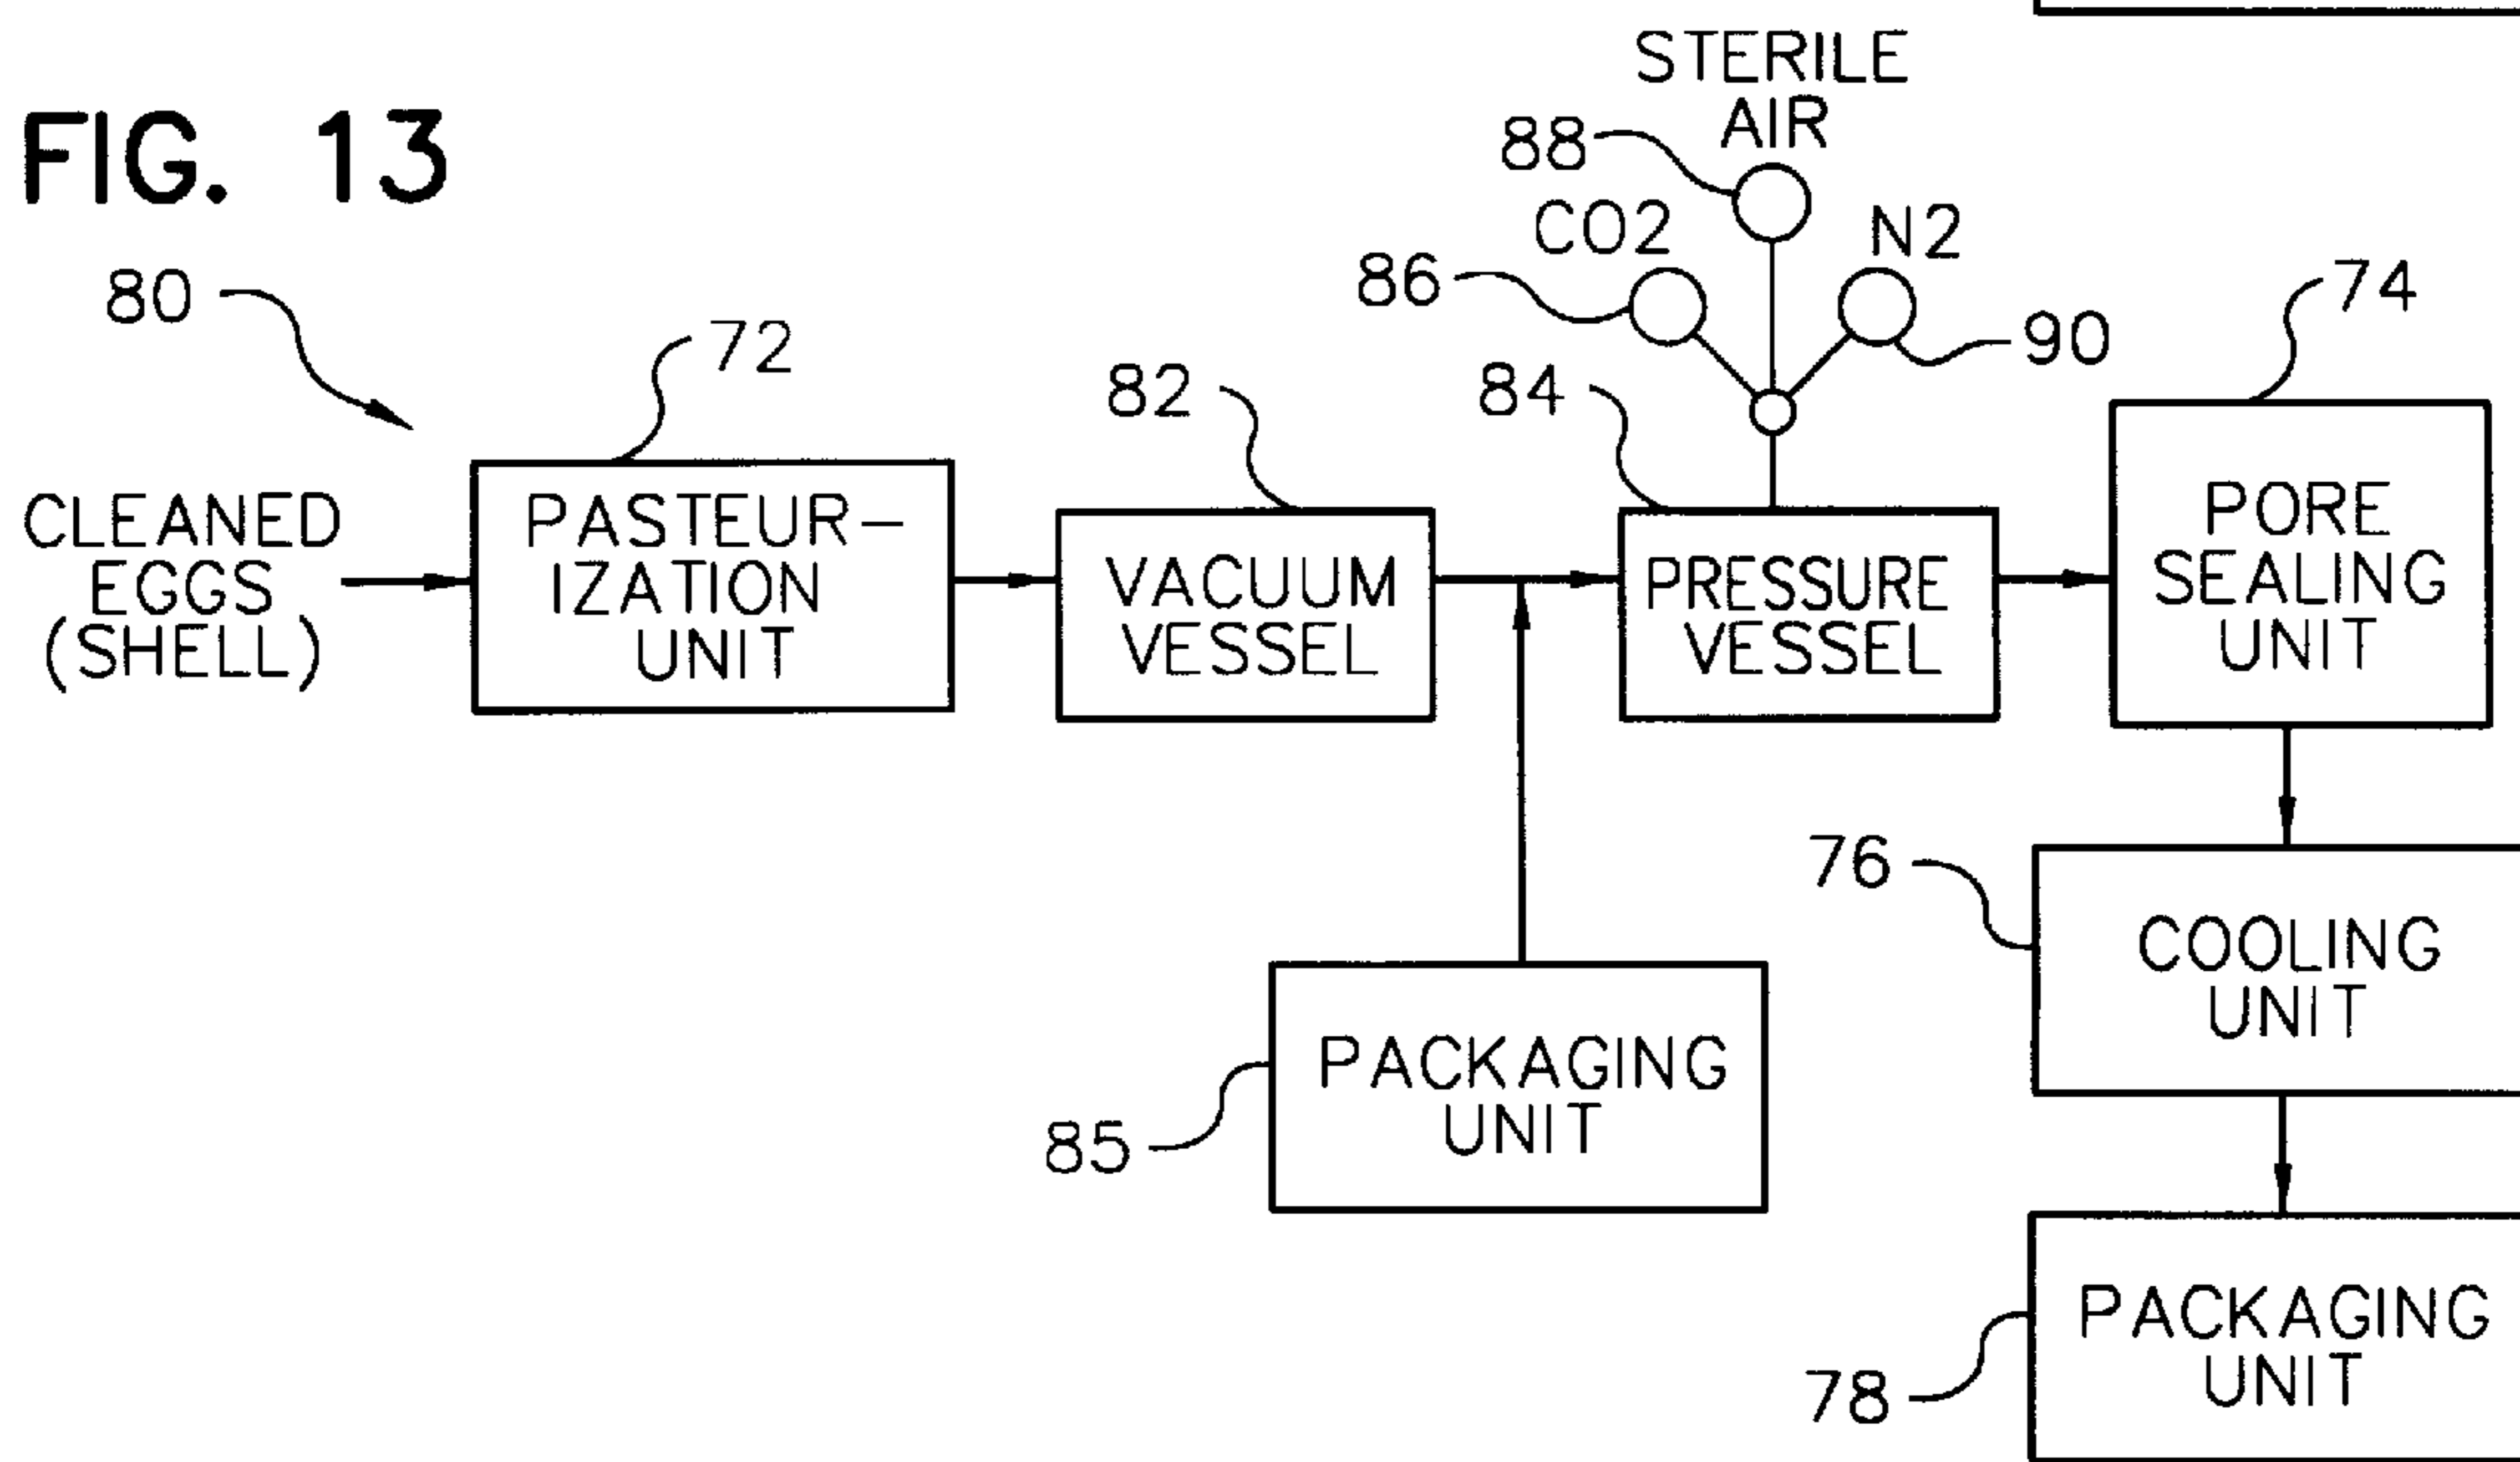 FIG. 13
STERILE
AIR
88
CO2
N2
86
90
74
80
72
82
84
CLEANED
EGGS
(SHELL)
PASTEUR-
IZATION
UNIT
VACUUM
VESSEL
PRESSURE
VESSEL
PORE
SEALING
UNIT
76
COOLING
UNIT
85
PACKAGING
UNIT
78
PACKAGING
UNIT